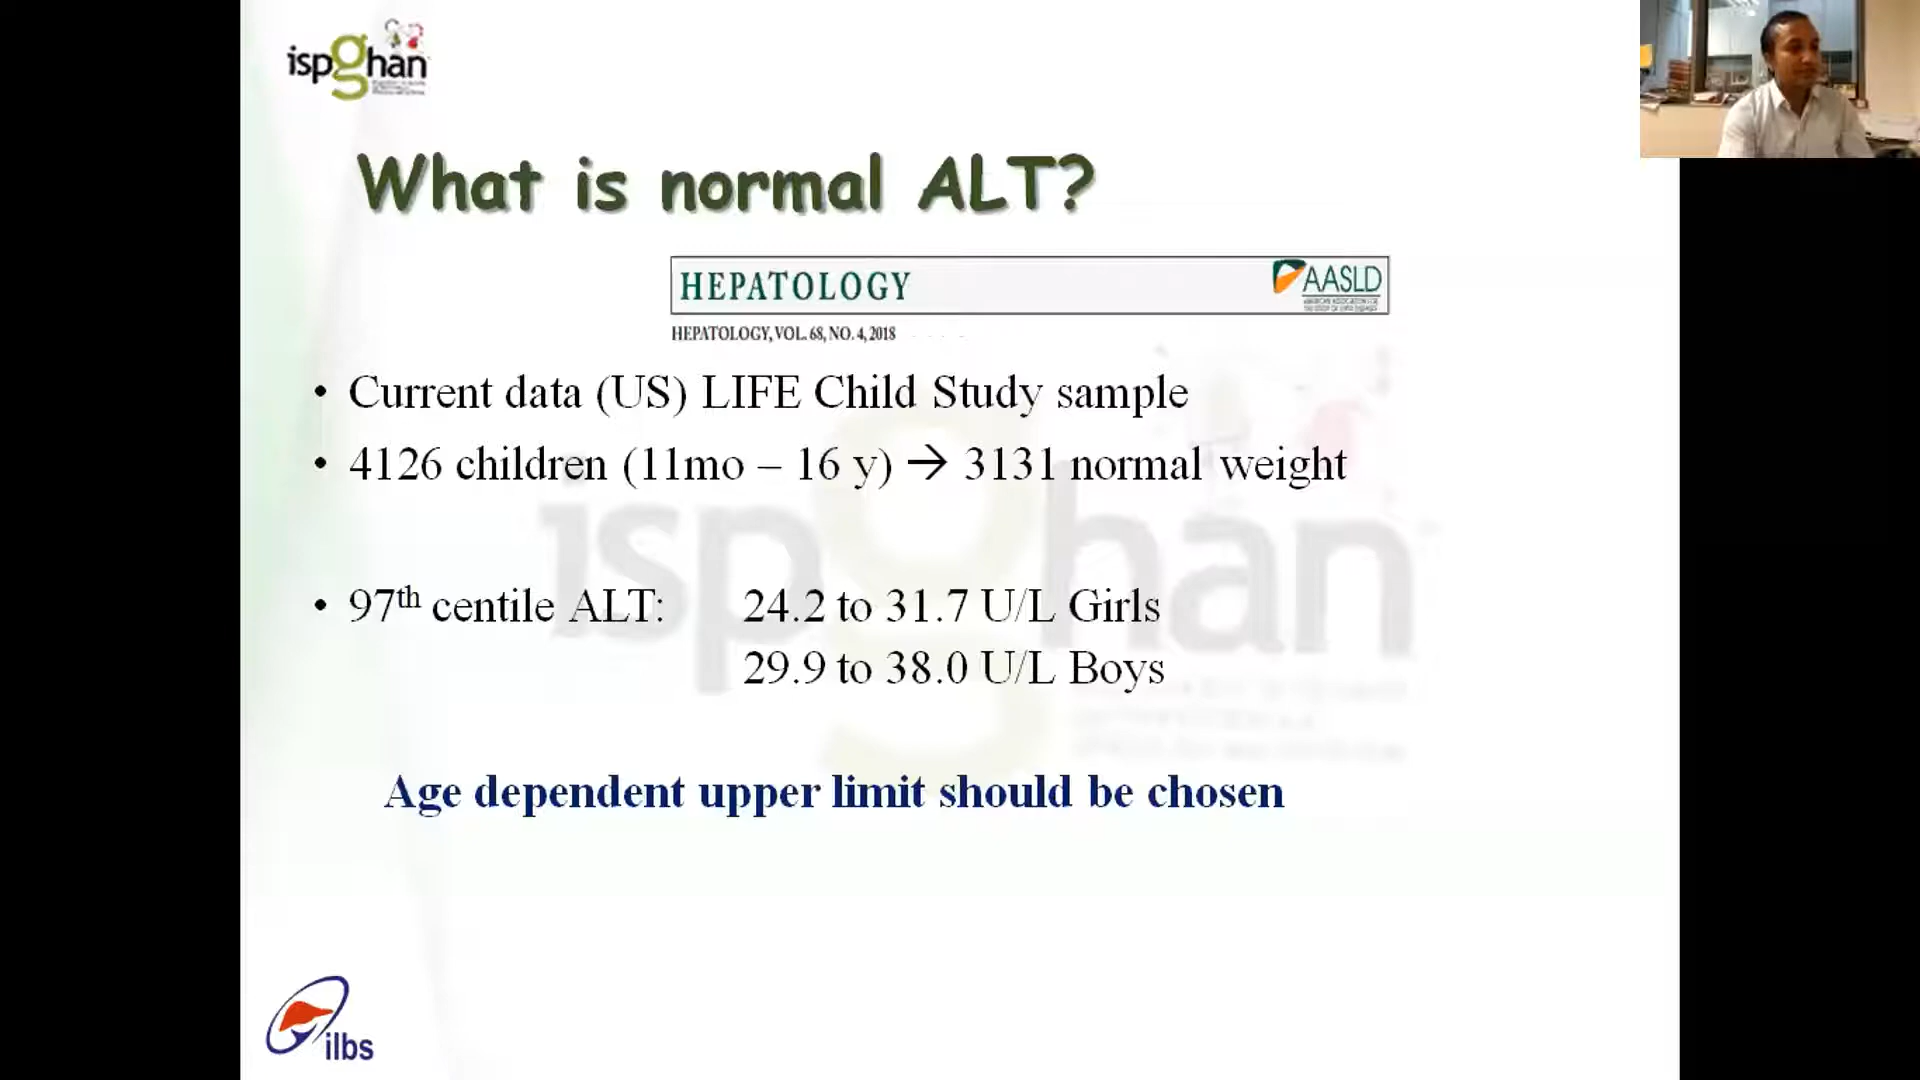 ispghan
What is normal ALT?
HEPATOLOGY
AASLD
HEPATOLOGY, VOL. 68, NO. 4, 2018
• Current data (US) LIFE Child Study sample
• 4126 children (11mo – 16 y) → 3131 normal weight
• 97th centile ALT: 24.2 to 31.7 U/L Girls
29.9 to 38.0 U/L Boys
Age dependent upper limit should be chosen
ispghan
ilbs